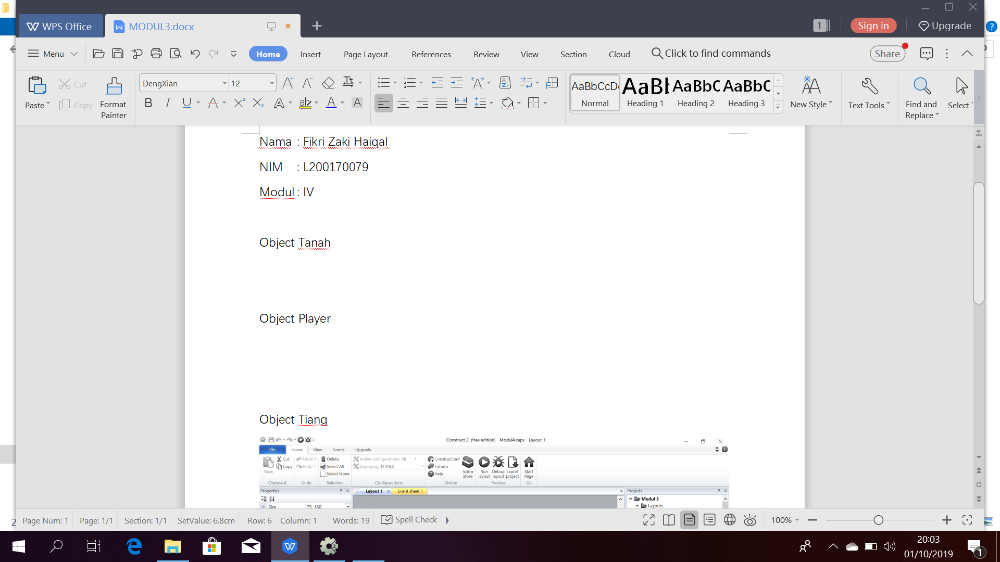 WPS Office
MODUL3.docx
1
Sign in
Upgrade
Menu
Home
Insert
Page Layout
References
Review
View
Section
Cloud
Click to find commands
Share
Paste
Cut
Copy
Format Painter
DengXian
12
AaBbCcD
Normal
AaBb
Heading 1
AaBbC
Heading 2
AaBbC
Heading 3
New Style
Text Tools
Find and Replace
Select
Nama : Fikri Zaki Haiqal
NIM : L200170079
Modul : IV
Object Tanah
Object Player
Object Tiang
Construct 2 (free edition) - Modul4.capx - Layout 1
File Home View Events Upgrade
Paste
Cut
Copy
Clipboard
Undo
Redo
Undo
Delete
Select All
Select None
Selection
Active configurations: All
Displaying: HTML5
Configurations
Construct.net
Forums
Help
Scirra Store
Online
Run layout
Debug layout
Export project
Preview
Start Page
Go
Properties
Layout 1
Event sheet 1
Projects
Size 75, 160
Modul 3
Layouts
Page Num: 1 Page: 1/1 Section: 1/1 SetValue: 6.8cm Row: 6 Column: 1 Words: 19 Spell Check
100%
20:03
01/10/2019
1